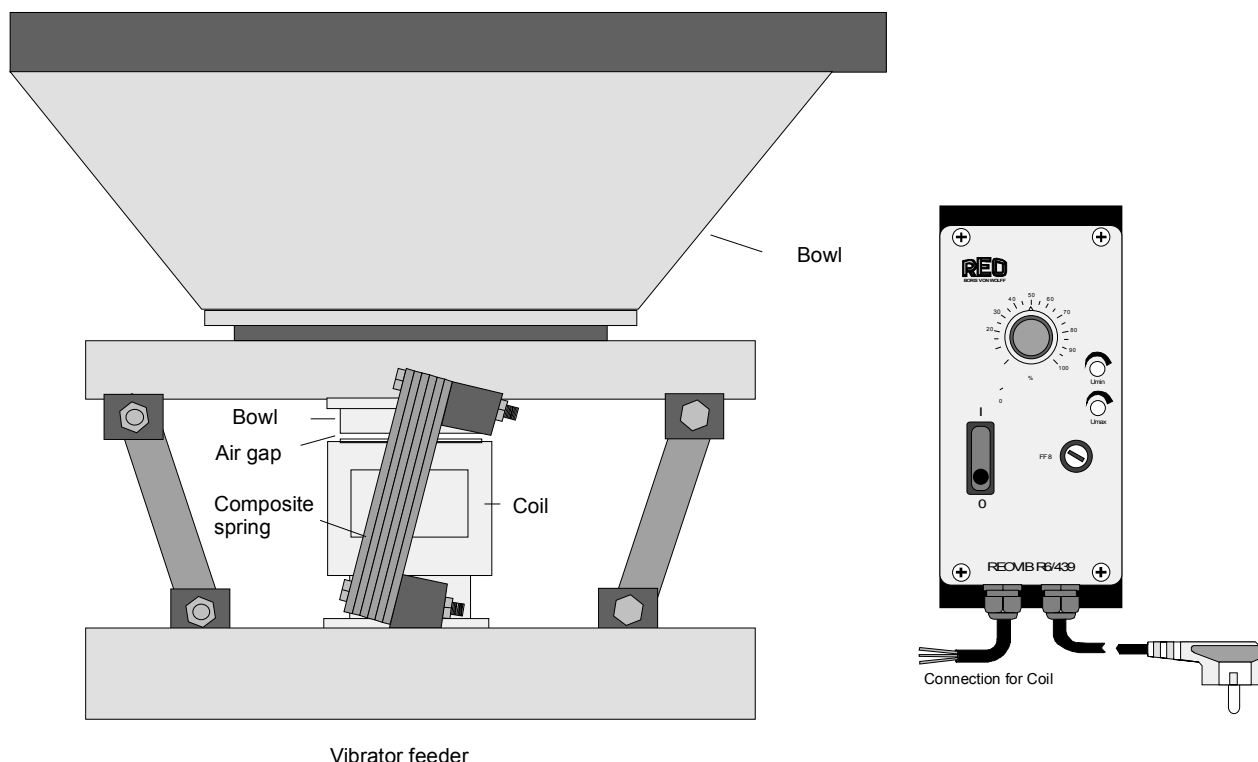 Bowl
Bowl
Air gap
Composite
spring
Coil
Vibrator feeder
REO
BORIS VON WOLFF
20
30
40
50
60
70
80
90
100
%
0
Umin
Umax
I
FF8
0
REOVIB R6/439
Connection for Coil